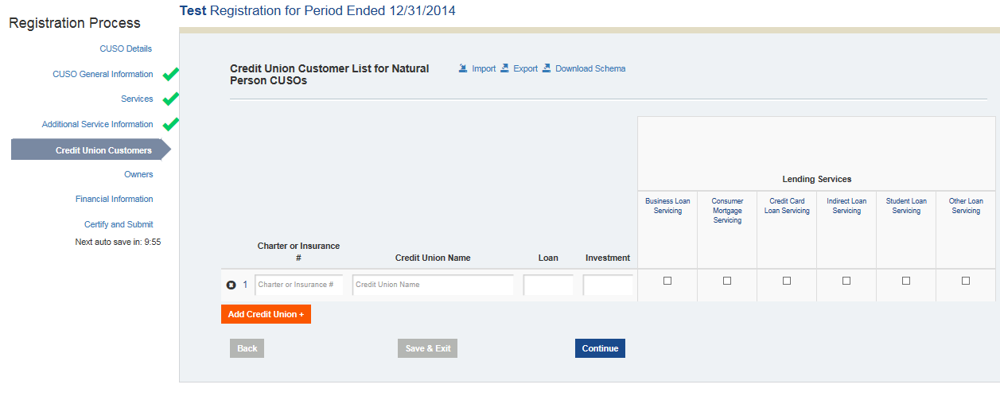 Test Registration for Period Ended 12/31/2014
Registration Process
CUSO Details
CUSO General Information
Services
Additional Service Information
Credit Union Customers
Owners
Financial Information
Certify and Submit
Next auto save in: 9:55
Credit Union Customer List for Natural
Person CUSOs
Import Export Download Schema
Lending Services
Business Loan
Servicing
Consumer
Mortgage
Servicing
Credit Card
Loan Servicing
Indirect Loan
Servicing
Student Loan
Servicing
Other Loan
Servicing
Charter or Insurance
#
Credit Union Name
Loan
Investment
1 Charter or Insurance # Credit Union Name
Add Credit Union +
Back Save & Exit Continue